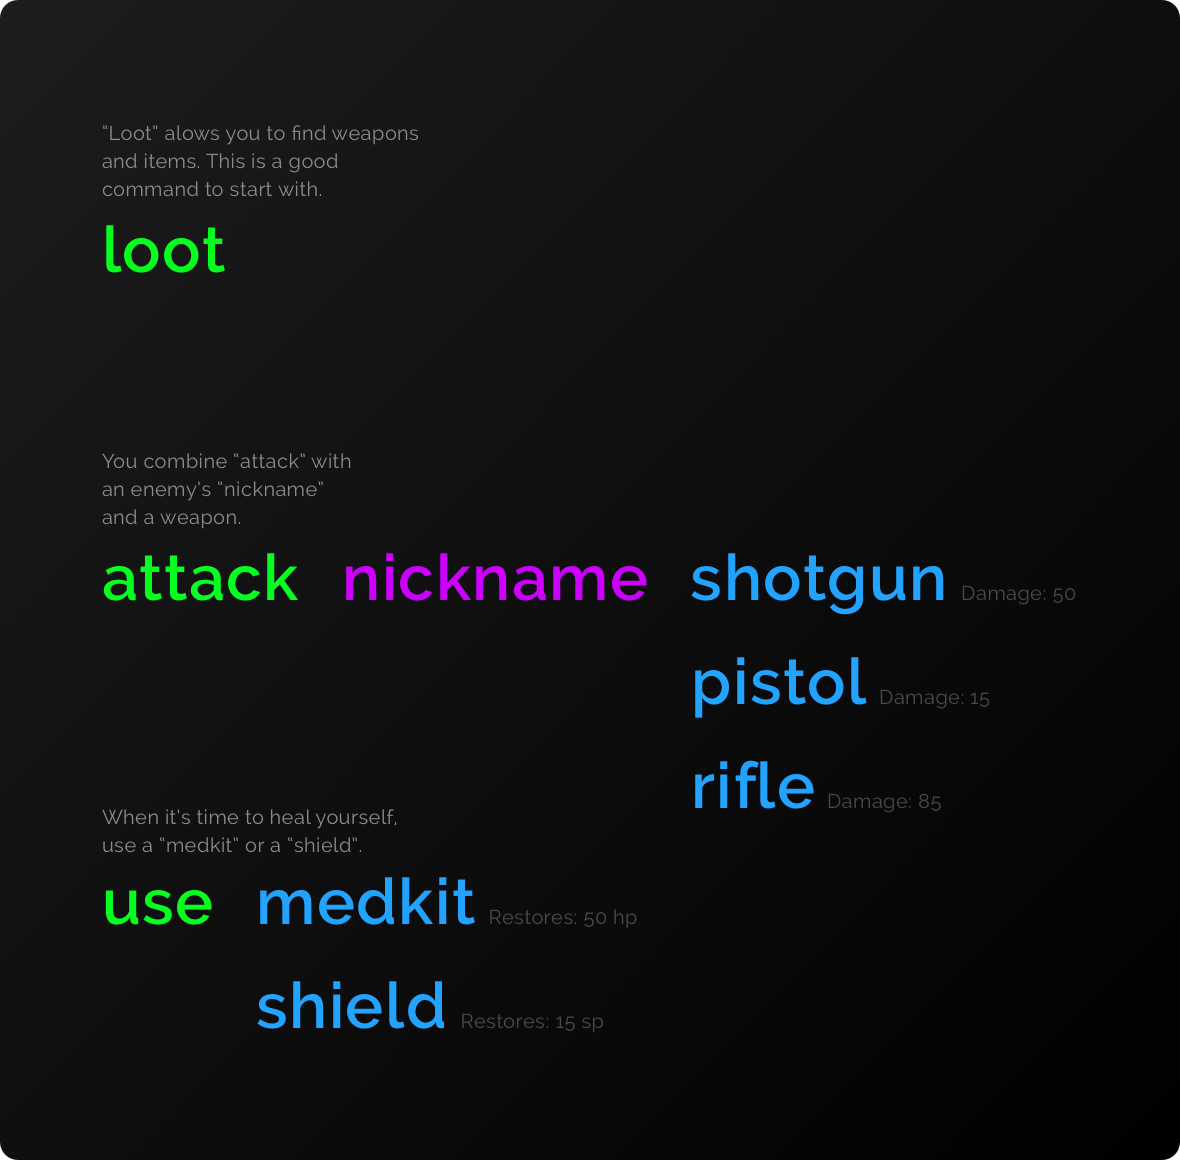 “Loot” alows you to find weapons
and items. This is a good
command to start with.
loot
You combine “attack” with
an enemy’s “nickname”
and a weapon.
attack nickname shotgun Damage: 50
pistol Damage: 15
rifle Damage: 85
When it’s time to heal yourself,
use a “medkit” or a “shield”.
use medkit Restores: 50 hp
shield Restores: 15 sp